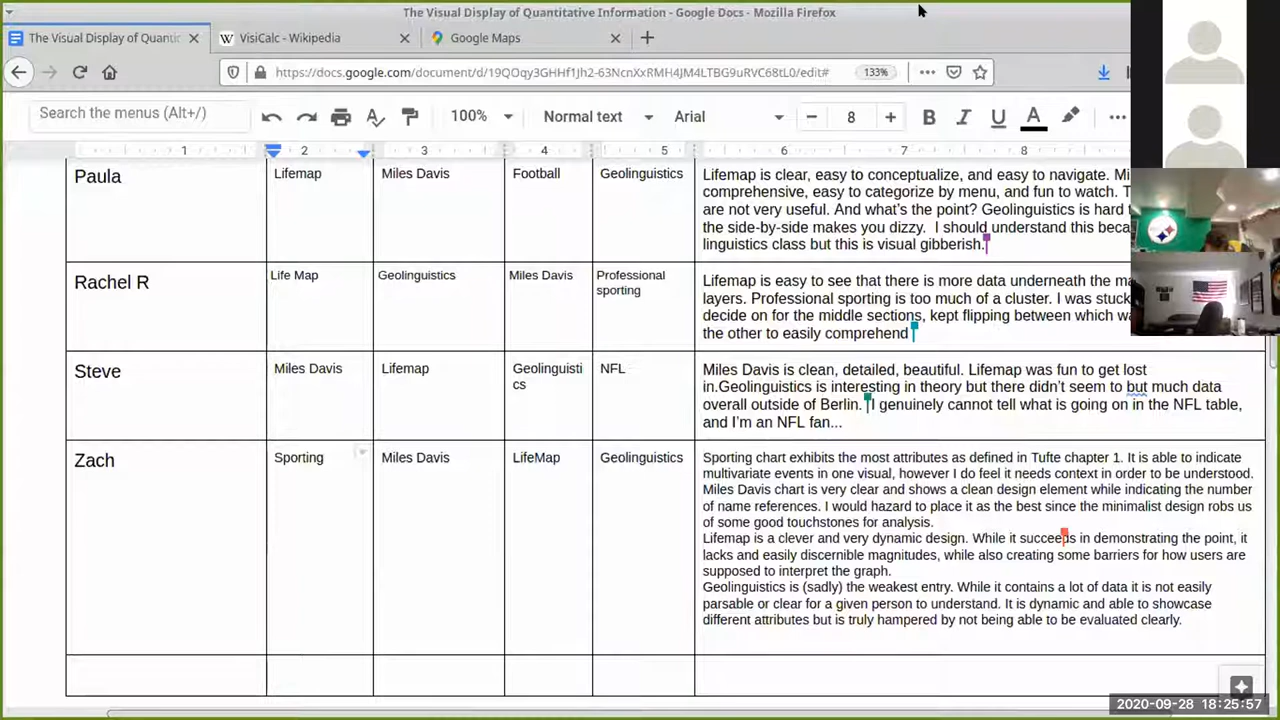 The Visual Display of Quantitative Information - Google Docs - Mozilla Firefox
The Visual Display of Quantit
VisiCalc - Wikipedia
Google Maps
https://docs.google.com/document/d/19QOqy3GHHf1Jh2-63NcnXxRMH4JM4LTBG9uRVC68tL0/edit#
133%
Search the menus (Alt+/)
100%
Normal text
Arial
8
1 2 3 4 5 6 7 8
Paula
Lifemap
Miles Davis
Football
Geolinguistics
Lifemap is clear, easy to conceptualize, and easy to navigate. Mi
comprehensive, easy to categorize by menu, and fun to watch. T
are not very useful. And what's the point? Geolinguistics is hard t
the side-by-side makes you dizzy. I should understand this beca
linguistics class but this is visual gibberish.
Rachel R
Life Map
Geolinguistics
Miles Davis
Professional
sporting
Lifemap is easy to see that there is more data underneath the ma
layers. Professional sporting is too much of a cluster. I was stuck
decide on for the middle sections, kept flipping between which wa
the other to easily comprehend
Steve
Miles Davis
Lifemap
Geolinguisti
cs
NFL
Miles Davis is clean, detailed, beautiful. Lifemap was fun to get lost
in.Geolinguistics is interesting in theory but there didn't seem to but much data
overall outside of Berlin. I genuinely cannot tell what is going on in the NFL table,
and I'm an NFL fan...
Zach
Sporting
Miles Davis
LifeMap
Geolinguistics
Sporting chart exhibits the most attributes as defined in Tufte chapter 1. It is able to indicate
multivariate events in one visual, however I do feel it needs context in order to be understood.
Miles Davis chart is very clear and shows a clean design element while indicating the number
of name references. I would hazard to place it as the best since the minimalist design robs us
of some good touchstones for analysis.
Lifemap is a clever and very dynamic design. While it succeeds in demonstrating the point, it
lacks and easily discernible magnitudes, while also creating some barriers for how users are
supposed to interpret the graph.
Geolinguistics is (sadly) the weakest entry. While it contains a lot of data it is not easily
parsable or clear for a given person to understand. It is dynamic and able to showcase
different attributes but is truly hampered by not being able to be evaluated clearly.
2020-09-28 18:25:57